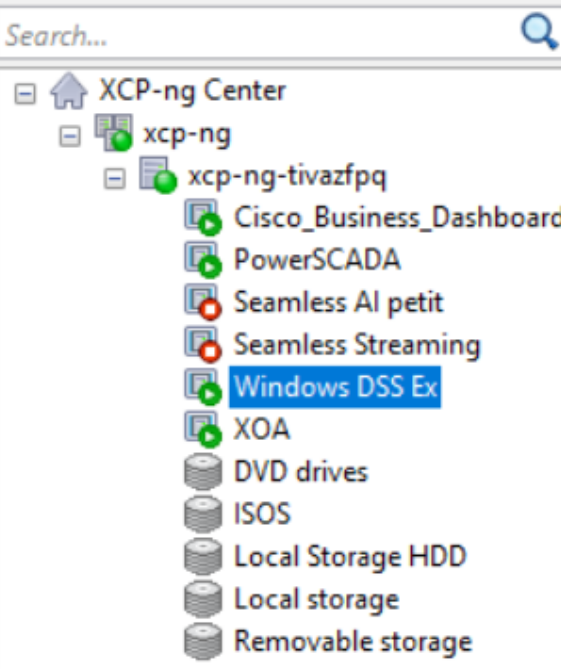 Search...
XCP-ng Center
xcp-ng
xcp-ng-tivazfpq
Cisco_Business_Dashboard
PowerSCADA
Seamless AI petit
Seamless Streaming
Windows DSS Ex
XOA
DVD drives
ISOS
Local Storage HDD
Local storage
Removable storage